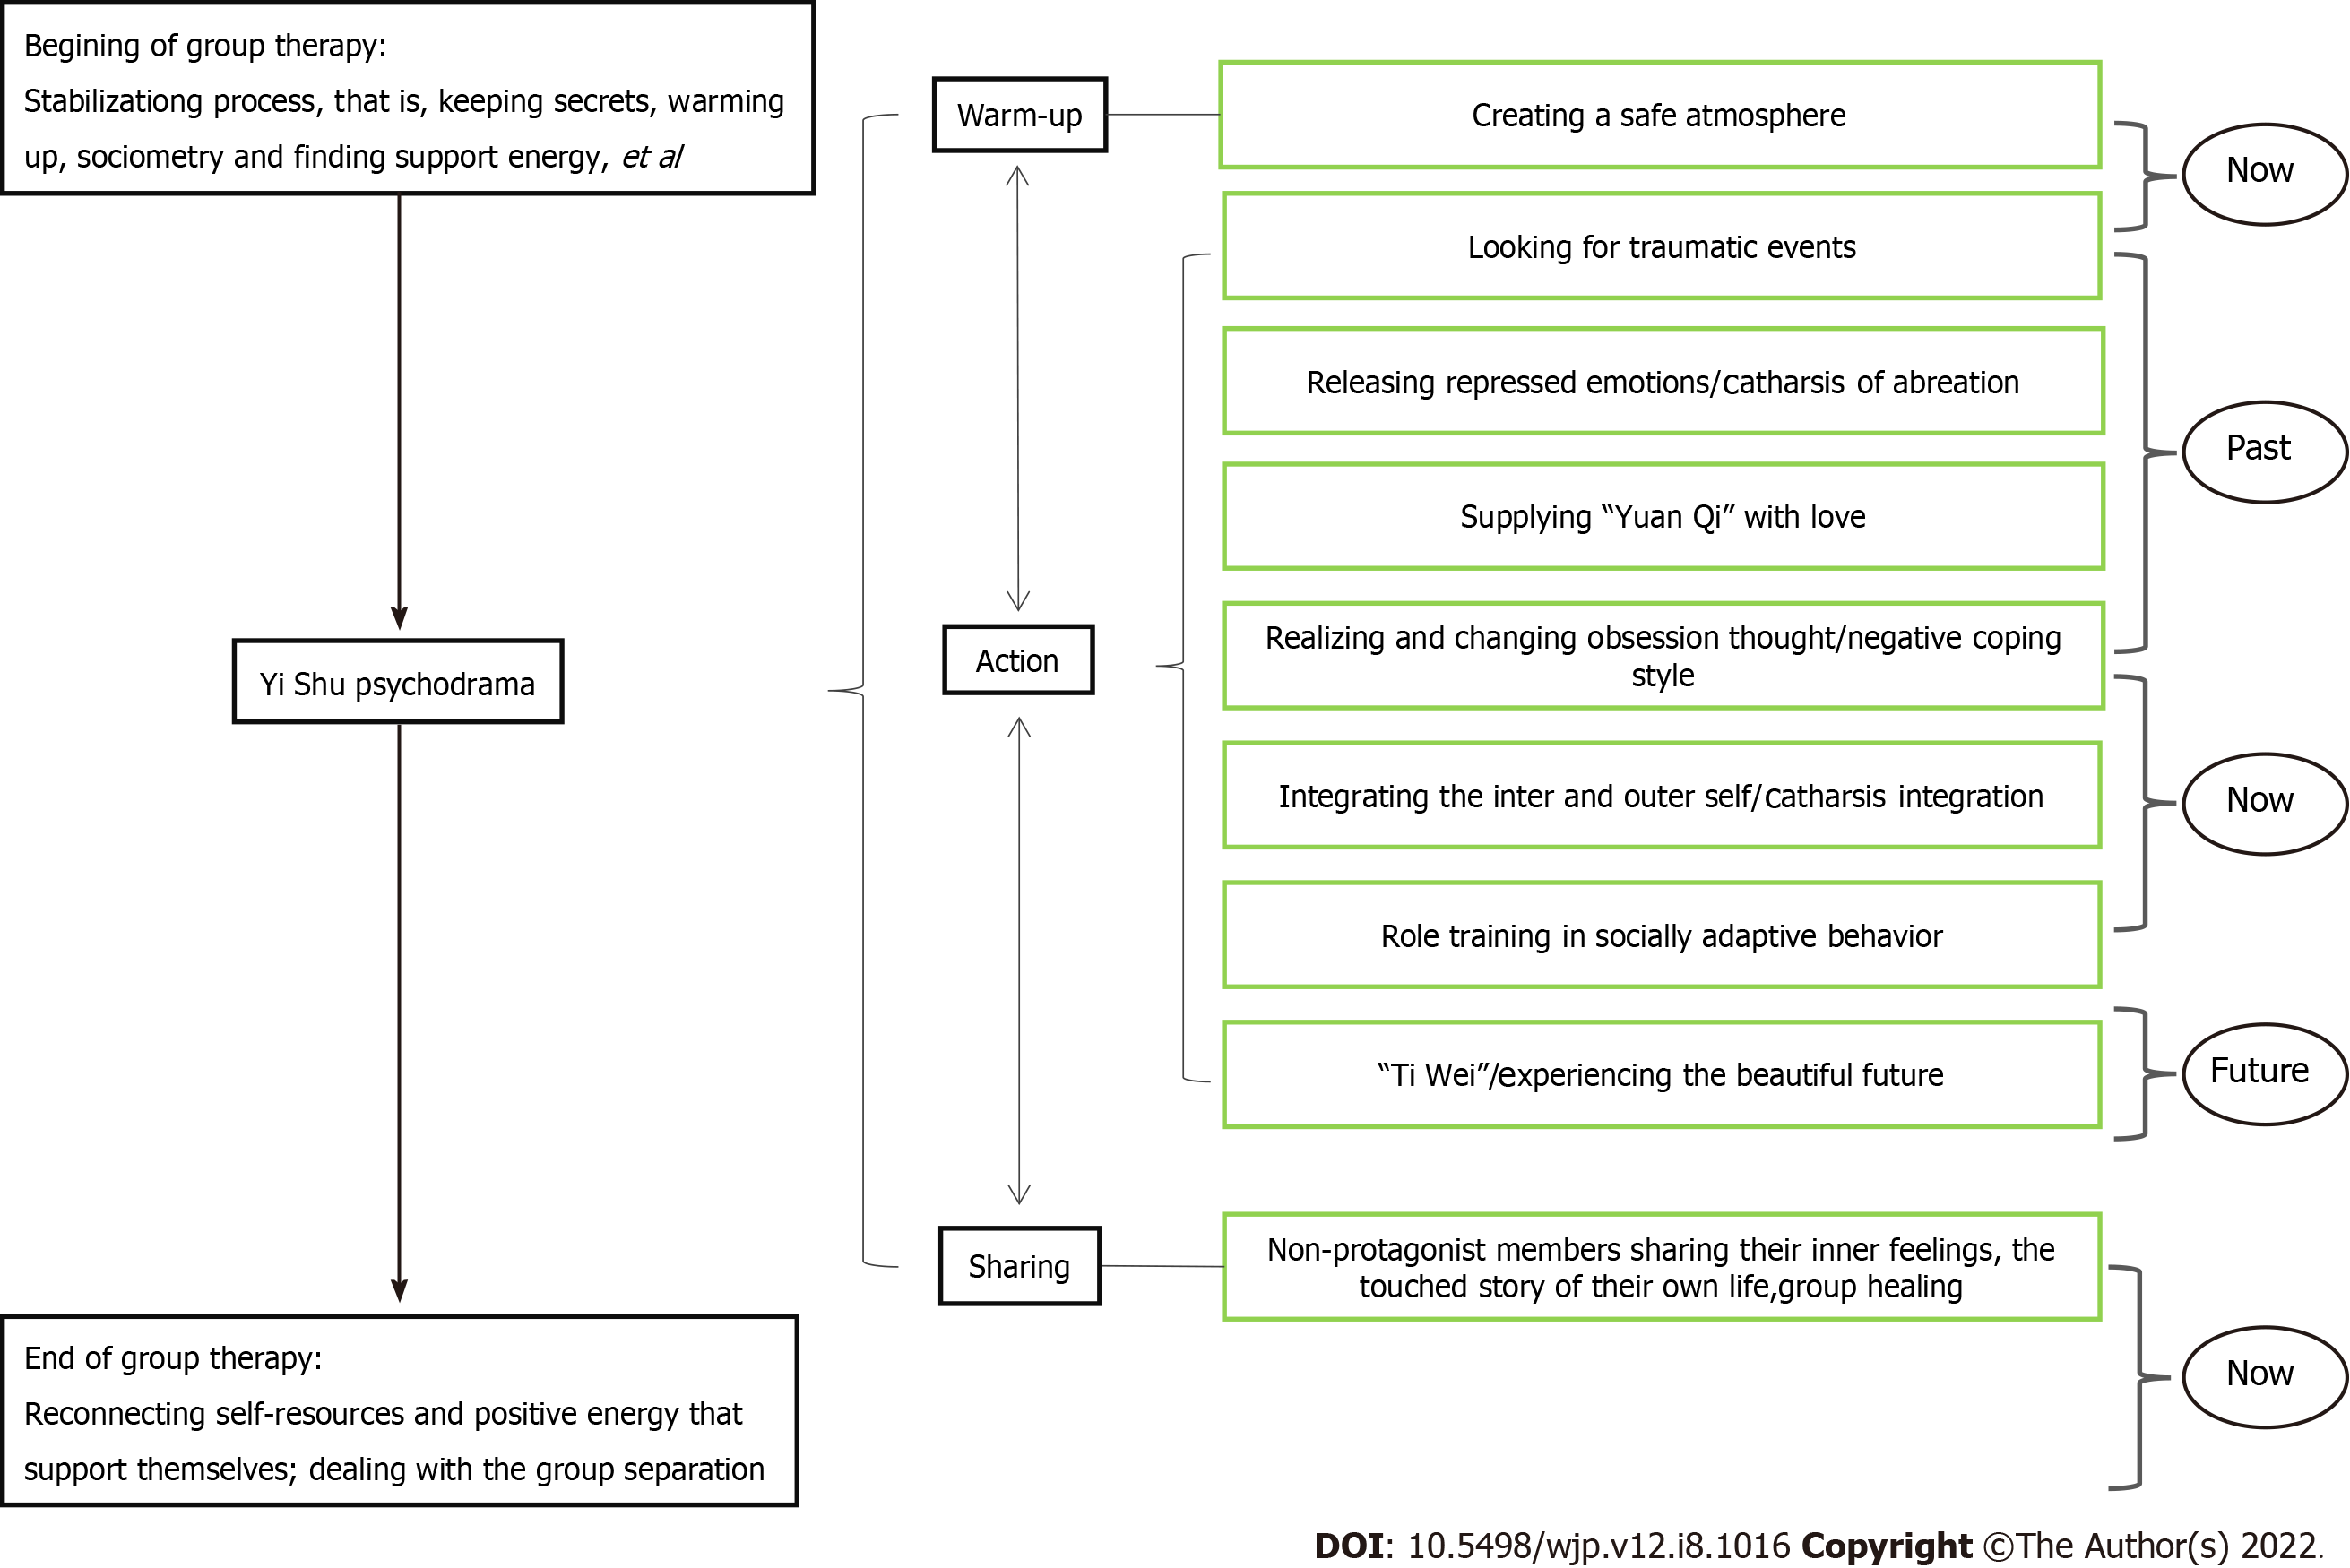 Begining of group therapy:
Stabilizationg process, that is, keeping secrets, warming
up, sociometry and finding support energy, et al
Yi Shu psychodrama
End of group therapy:
Reconnecting self-resources and positive energy that
support themselves; dealing with the group separation
Warm-up
Action
Sharing
Creating a safe atmosphere
Looking for traumatic events
Releasing repressed emotions/catharsis of abreation
Supplying “Yuan Qi” with love
Realizing and changing obsession thought/negative coping
style
Integrating the inter and outer self/catharsis integration
Role training in socially adaptive behavior
“Ti Wei”/experiencing the beautiful future
Non-protagonist members sharing their inner feelings, the
touched story of their own life,group healing
Now
Past
Now
Future
Now
DOI: 10.5498/wjp.v12.i8.1016 Copyright ©The Author(s) 2022.